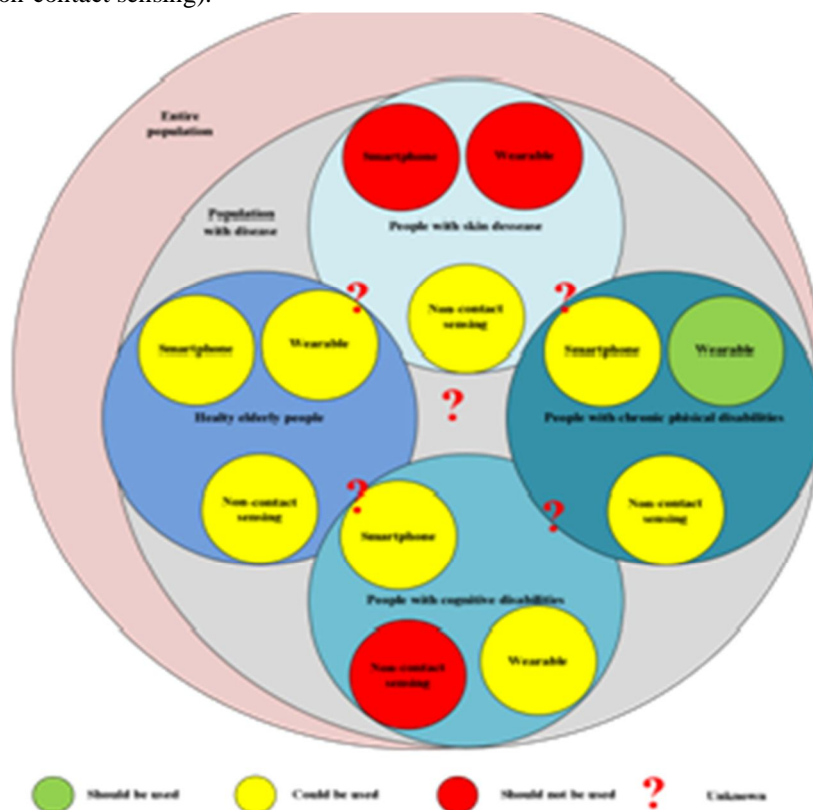 on-contact sensing).
Entire
population
Population
with disease
Smartphone
Wearable
People with skin dessease
Non-contact
sensing
Smartphone
Wearable
Healty elderly people
Non-contact
sensing
Smartphone
Wearable
People with chronic phisical disabilities
Non-contact
sensing
?
?
?
?
?
Smartphone
People with cognitive disabilities
Non-contact
sensing
Wearable
Should be used
Could be used
Should not be used
?
Unknown